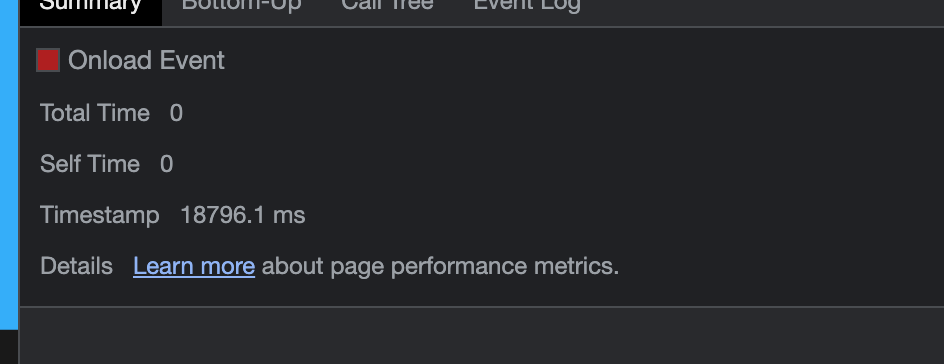 Summary Bottom-Up Call Tree Event Log
Onload Event
Total Time 0
Self Time 0
Timestamp 18796.1 ms
Details Learn more about page performance metrics.